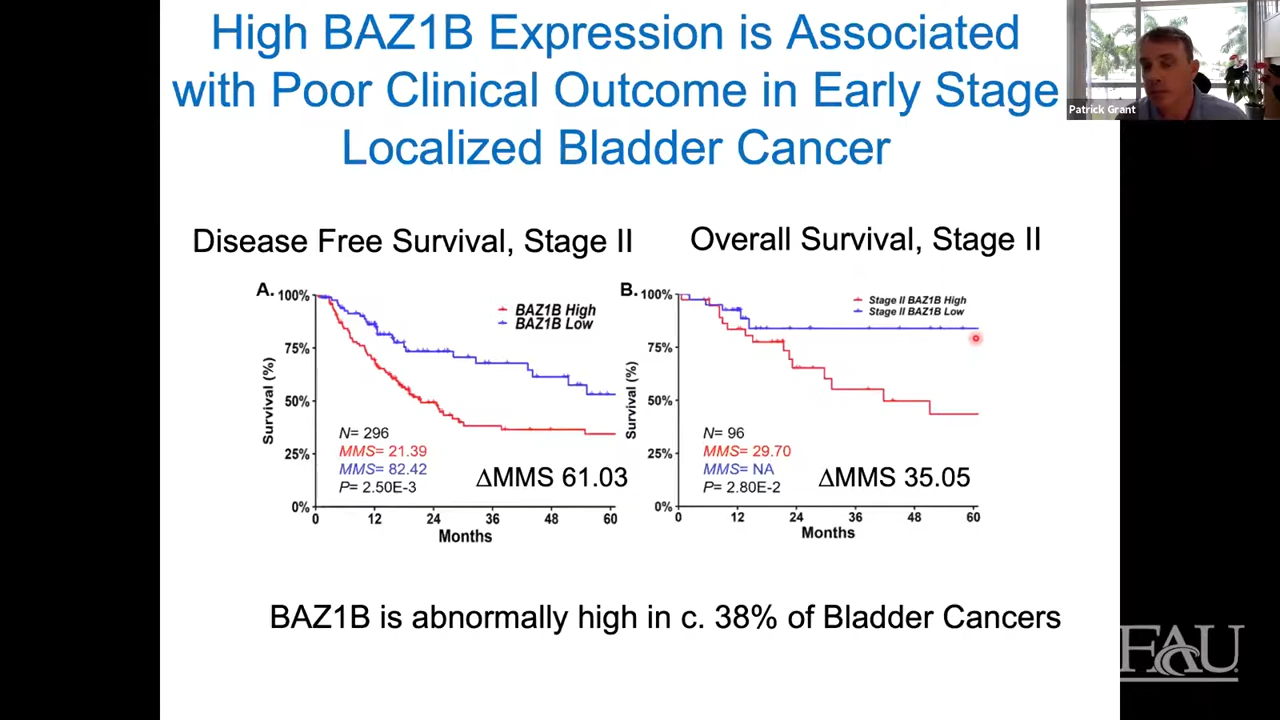 High BAZ1B Expression is Associated
with Poor Clinical Outcome in Early Stage
Localized Bladder Cancer
Patrick Grant
Disease Free Survival, Stage II
Overall Survival, Stage II
A.
100%
75%
50%
25%
0%
Survival (%)
BAZ1B High
BAZ1B Low
N= 296
MMS= 21.39
MMS= 82.42
P= 2.50E-3
ΔMMS 61.03
0 12 24 36 48 60
Months
B.
100%
75%
50%
25%
0%
Survival (%)
Stage II BAZ1B High
Stage II BAZ1B Low
N= 96
MMS= 29.70
MMS= NA
P= 2.80E-2
ΔMMS 35.05
0 12 24 36 48 60
Months
BAZ1B is abnormally high in c. 38% of Bladder Cancers
FAU